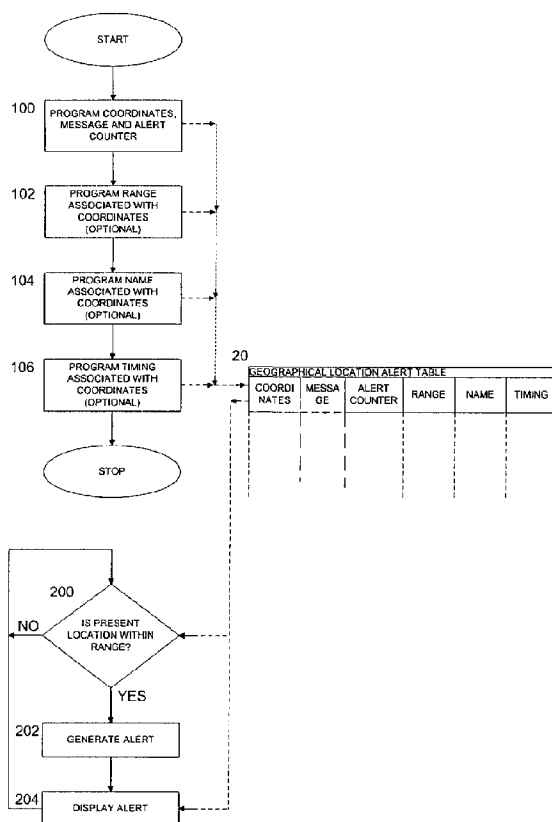 START
100
PROGRAM COORDINATES,
MESSAGE AND ALERT
COUNTER
102
PROGRAM RANGE
ASSOCIATED WITH
COORDINATES
(OPTIONAL)
104
PROGRAM NAME
ASSOCIATED WITH
COORDINATES
(OPTIONAL)
106
PROGRAM TIMING
ASSOCIATED WITH
COORDINATES
(OPTIONAL)
STOP
20
GEOGRAPHICAL LOCATION ALERT TABLE
COORDI
NATES
MESSA
GE
ALERT
COUNTER
RANGE
NAME
TIMING
200
IS PRESENT
LOCATION WITHIN
RANGE?
NO
YES
202
GENERATE ALERT
204
DISPLAY ALERT